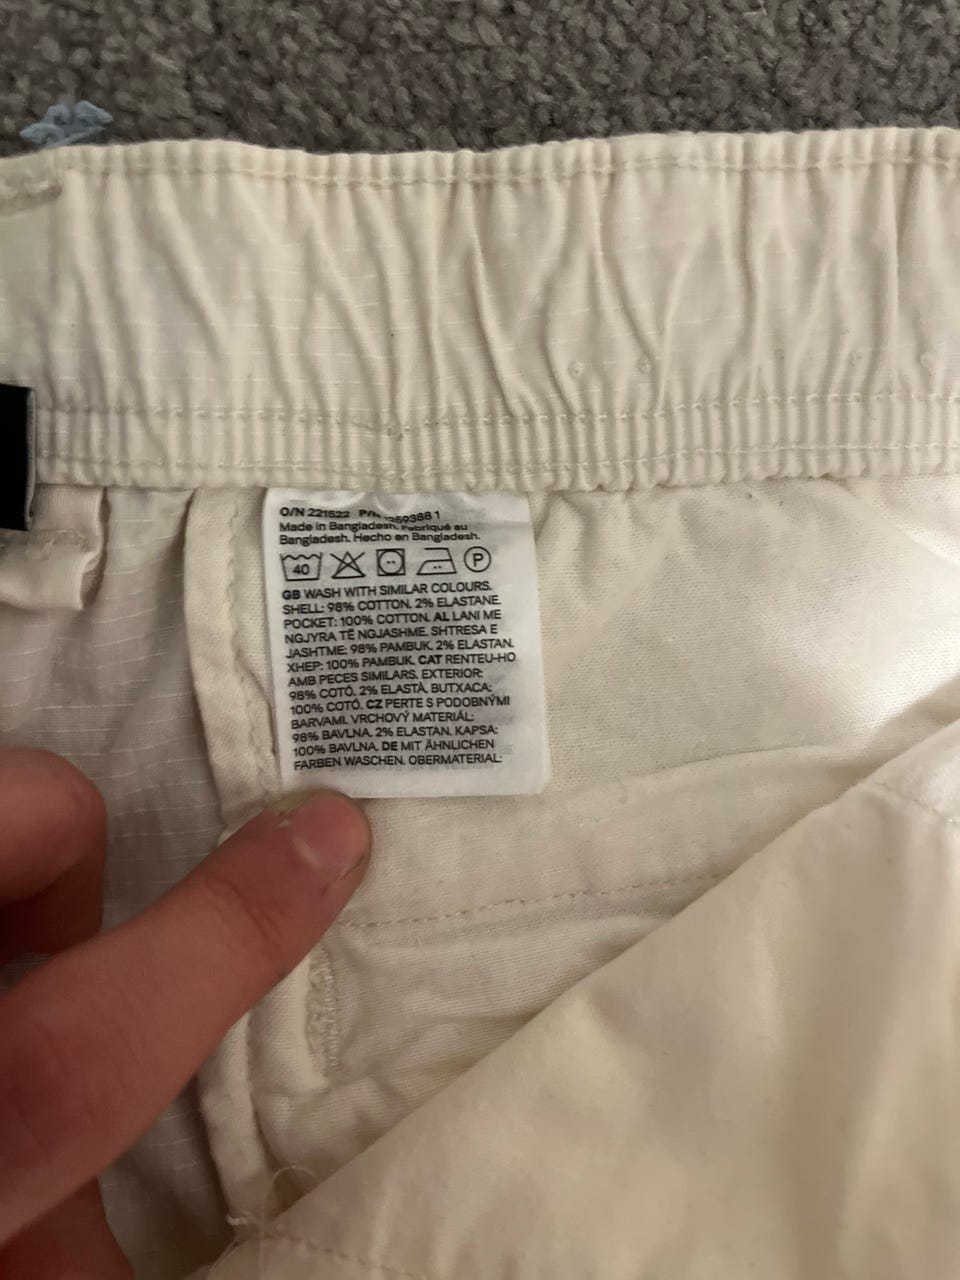 O/N 221522 P/N 1269388 1
Made in Bangladesh. Fabriqué au
Bangladesh. Hecho en Bangladesh.
40 P
GB WASH WITH SIMILAR COLOURS.
SHELL: 98% COTTON. 2% ELASTANE.
POCKET: 100% COTTON. AL LANI ME
NGJYRA TË NGJASHME. SHTRESA E
JASHTME: 98% PAMBUK. 2% ELASTAN.
XHEP: 100% PAMBUK. CAT RENTEU-HO
AMB PECES SIMILARS. EXTERIOR:
98% COTÓ. 2% ELASTÀ. BUTXACA:
100% COTÓ. CZ PERTE S PODOBNÝMI
BARVAMI. VRCHOVÝ MATERIÁL:
98% BAVLNA. 2% ELASTAN. KAPSA:
100% BAVLNA. DE MIT ÄHNLICHEN
FARBEN WASCHEN. OBERMATERIAL: